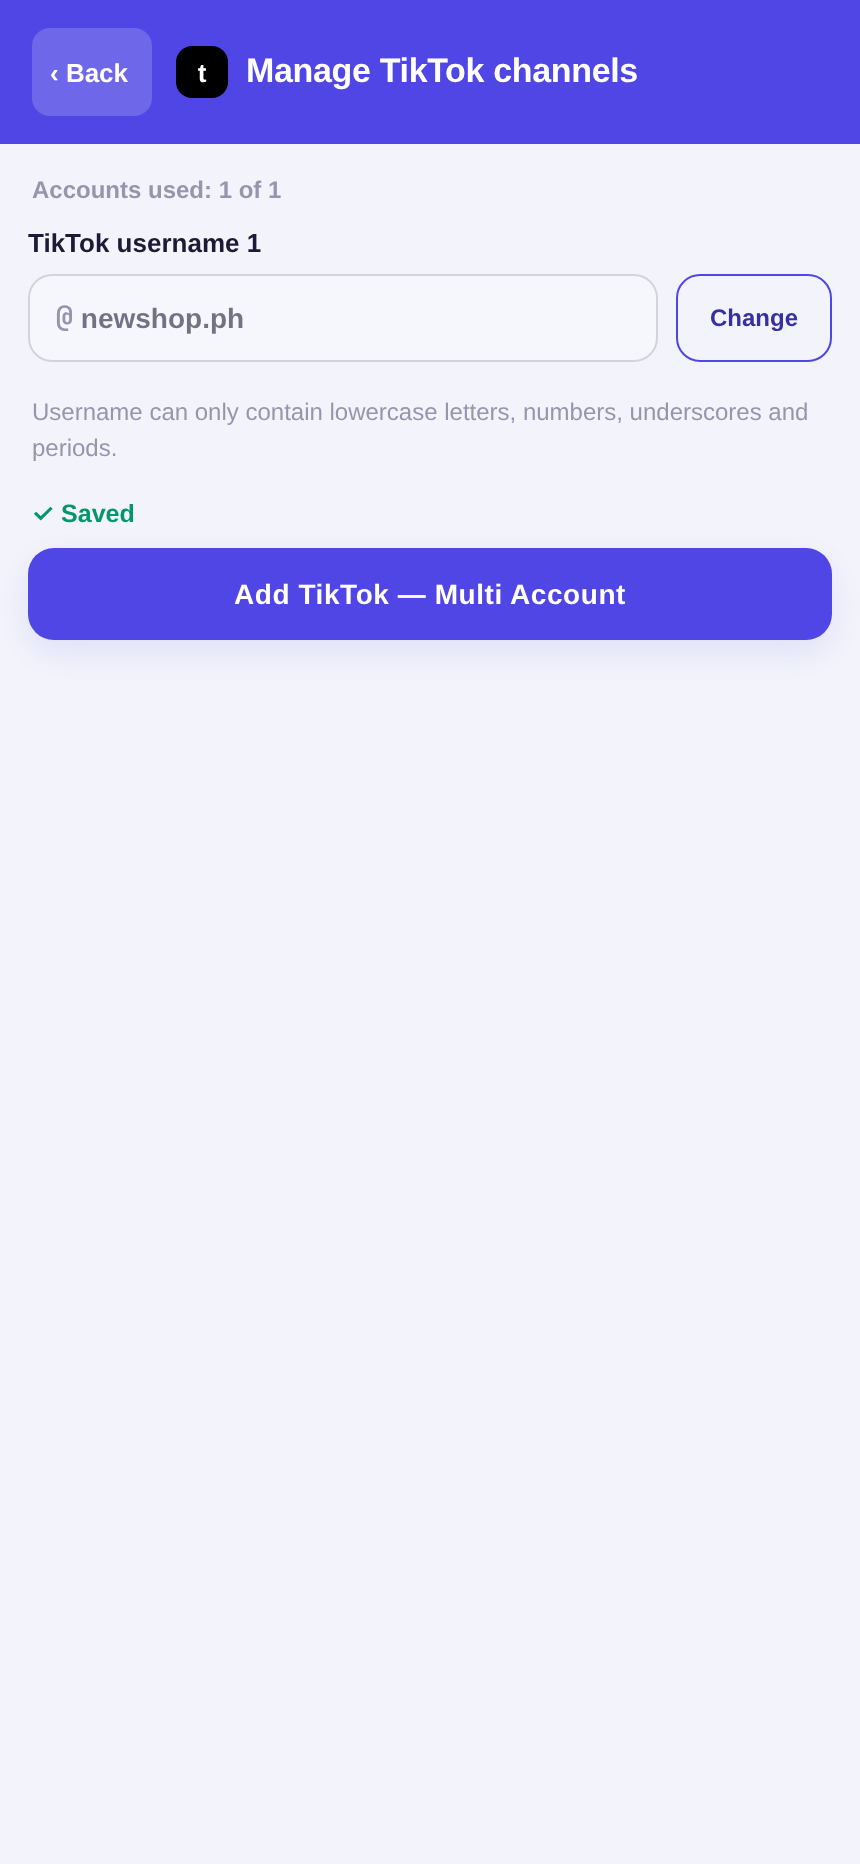 ‹ Back
t
Manage TikTok channels
Accounts used: 1 of 1
TikTok username 1
@ newshop.ph
Change
Username can only contain lowercase letters, numbers, underscores and
periods.
✓ Saved
Add TikTok — Multi Account